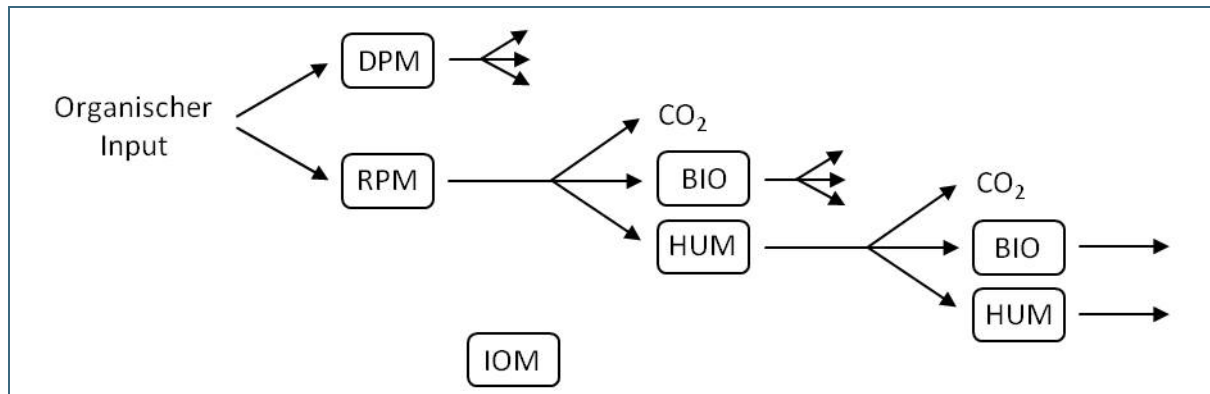 DPM
Organischer
Input
CO₂
RPM
BIO
CO₂
HUM
BIO
HUM
IOM